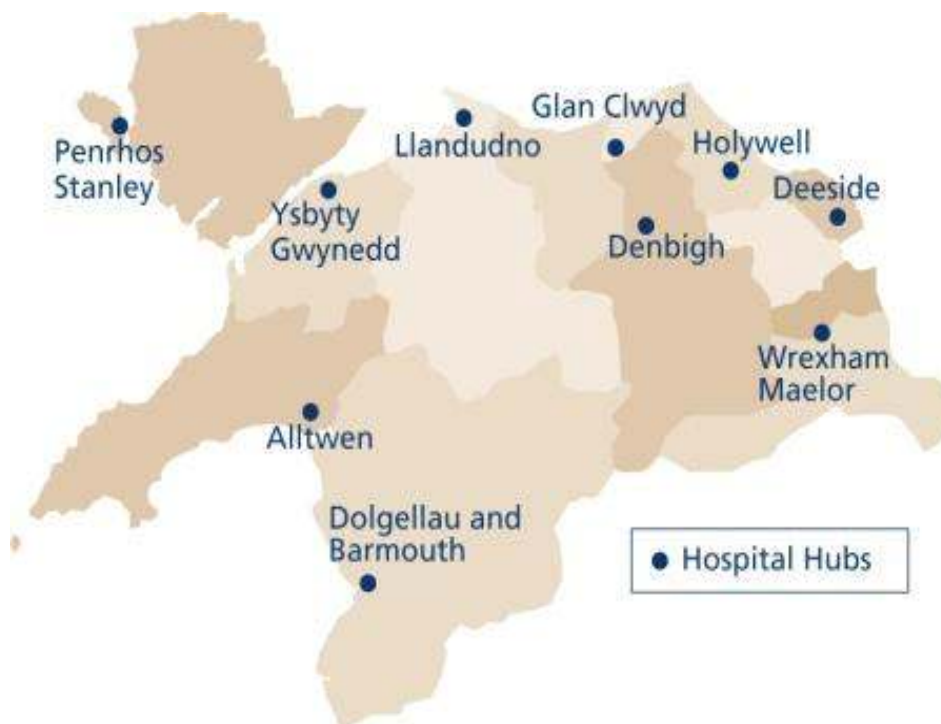 Glan Clwyd
Llandudno
Holywell
Penrhos
Stanley
Deeside
Ysbyty
Gwynedd
Denbigh
Wrexham
Maelor
Alltwen
Dolgellau and
Barmouth
Hospital Hubs